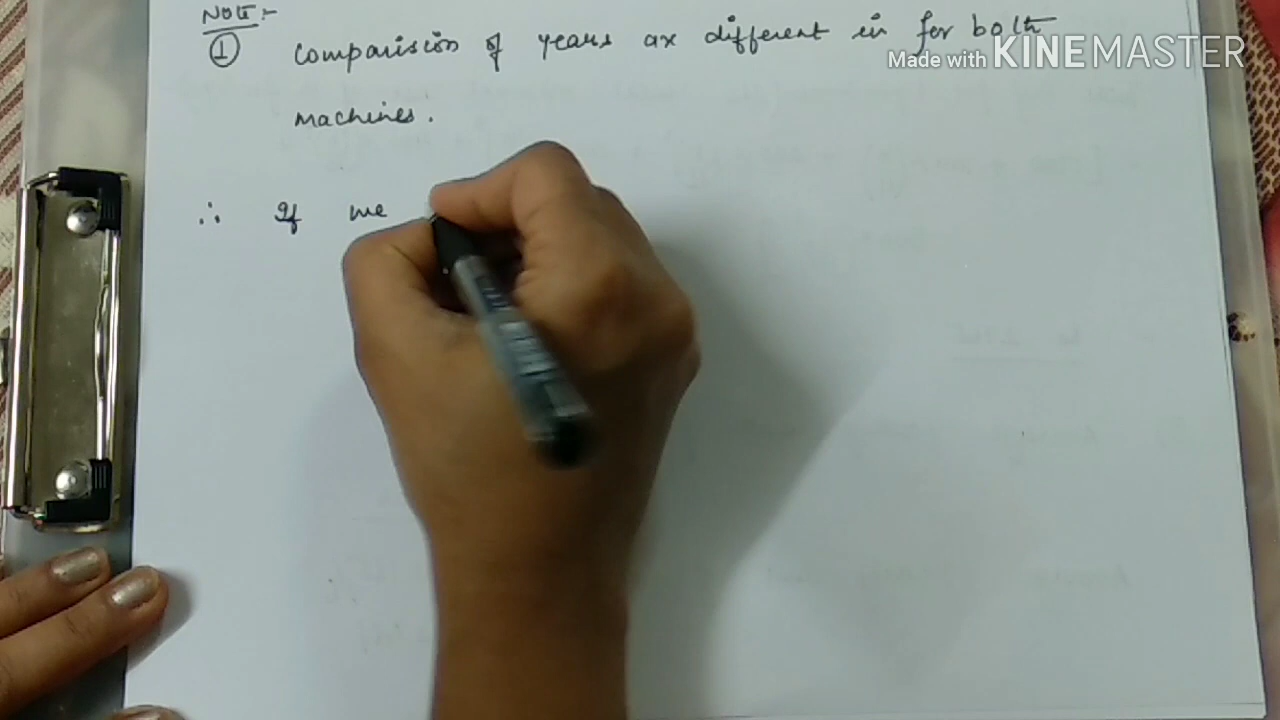 NOTE:-
① comparision of years are different in for both
Made with KINEMASTER
machines.
∴ If we